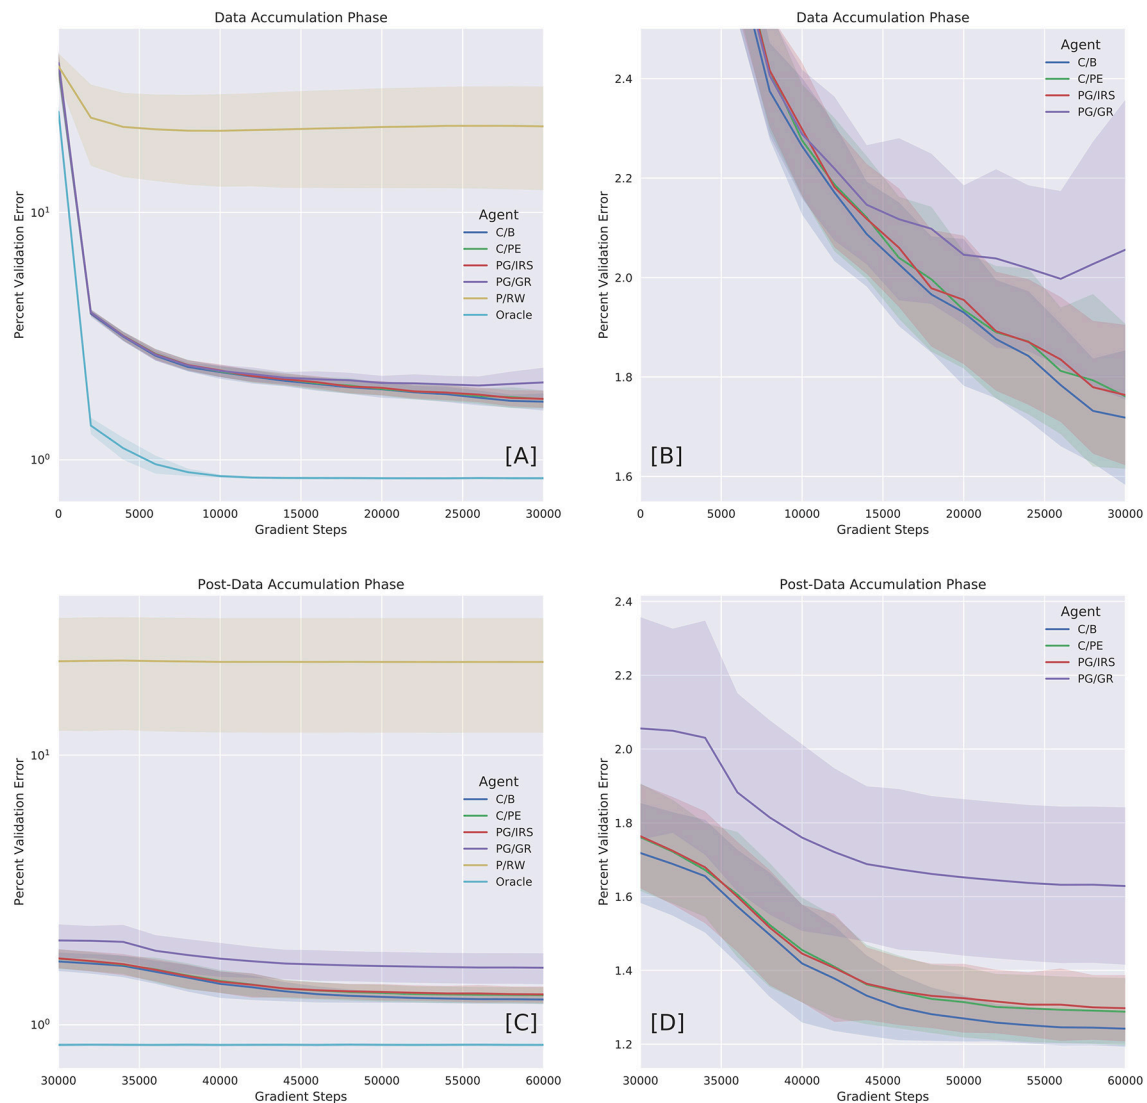 Data Accumulation Phase
Percent Validation Error
10¹
10⁰
Agent
C/B
C/PE
PG/IRS
PG/GR
P/RW
Oracle
[A]
0 5000 10000 15000 20000 25000 30000
Gradient Steps
Data Accumulation Phase
Percent Validation Error
2.4
2.2
2.0
1.8
1.6
Agent
C/B
C/PE
PG/IRS
PG/GR
[B]
0 5000 10000 15000 20000 25000 30000
Gradient Steps
Post-Data Accumulation Phase
Percent Validation Error
10¹
10⁰
Agent
C/B
C/PE
PG/IRS
PG/GR
P/RW
Oracle
[C]
30000 35000 40000 45000 50000 55000 60000
Gradient Steps
Post-Data Accumulation Phase
Percent Validation Error
2.4
2.2
2.0
1.8
1.6
1.4
1.2
Agent
C/B
C/PE
PG/IRS
PG/GR
[D]
30000 35000 40000 45000 50000 55000 60000
Gradient Steps